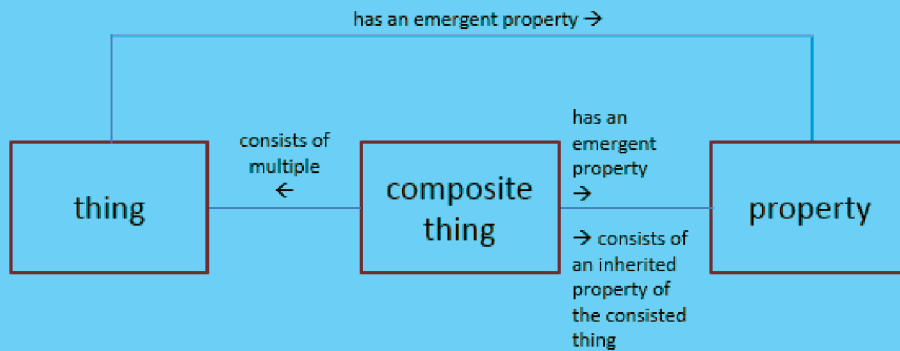 has an emergent property →
consists of
multiple
←
has an
emergent
property
→
thing
composite
thing
property
→ consists of
an inherited
property of
the consisted
thing